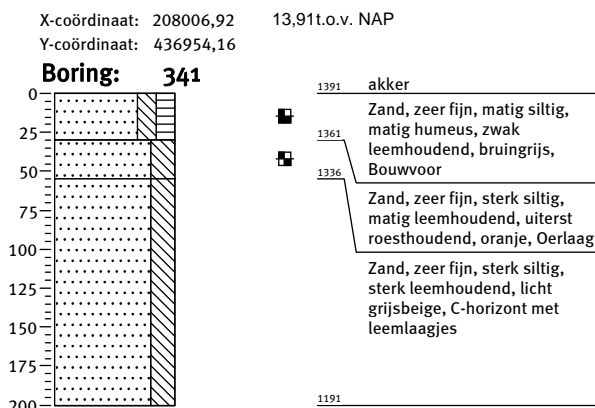 X-coördinaat: 208006,92 13,91t.o.v. NAP
Y-coördinaat: 436954,16
Boring: 341
0
25
50
75
100
125
150
175
200
1391 akker
Zand, zeer fijn, matig siltig,
matig humeus, zwak
leemhoudend, bruingrijs,
Bouwvoor
1361
Zand, zeer fijn, sterk siltig,
matig leemhoudend, uiterst
roesthoudend, oranje, Oerlaag
1336
Zand, zeer fijn, sterk siltig,
sterk leemhoudend, licht
grijsbeige, C-horizont met
leemlaagjes
1191